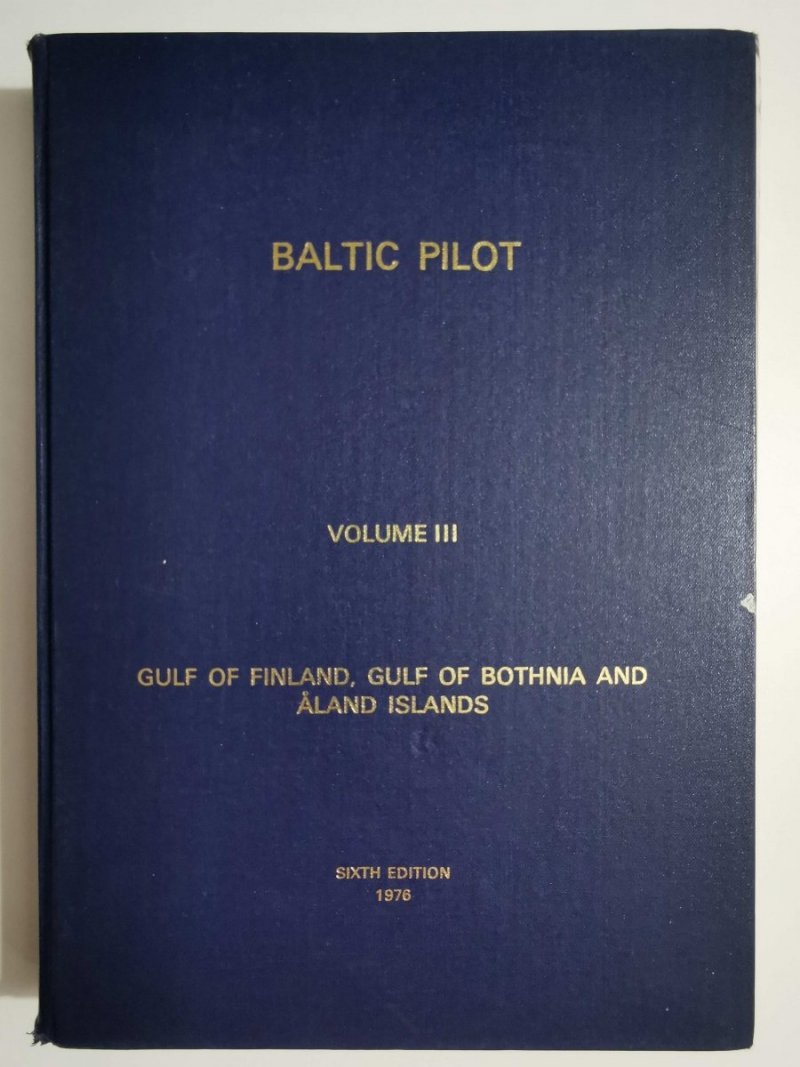 BALTIC PILOT
VOLUME III
GULF OF FINLAND, GULF OF BOTHNIA AND
ÅLAND ISLANDS
SIXTH EDITION
1976